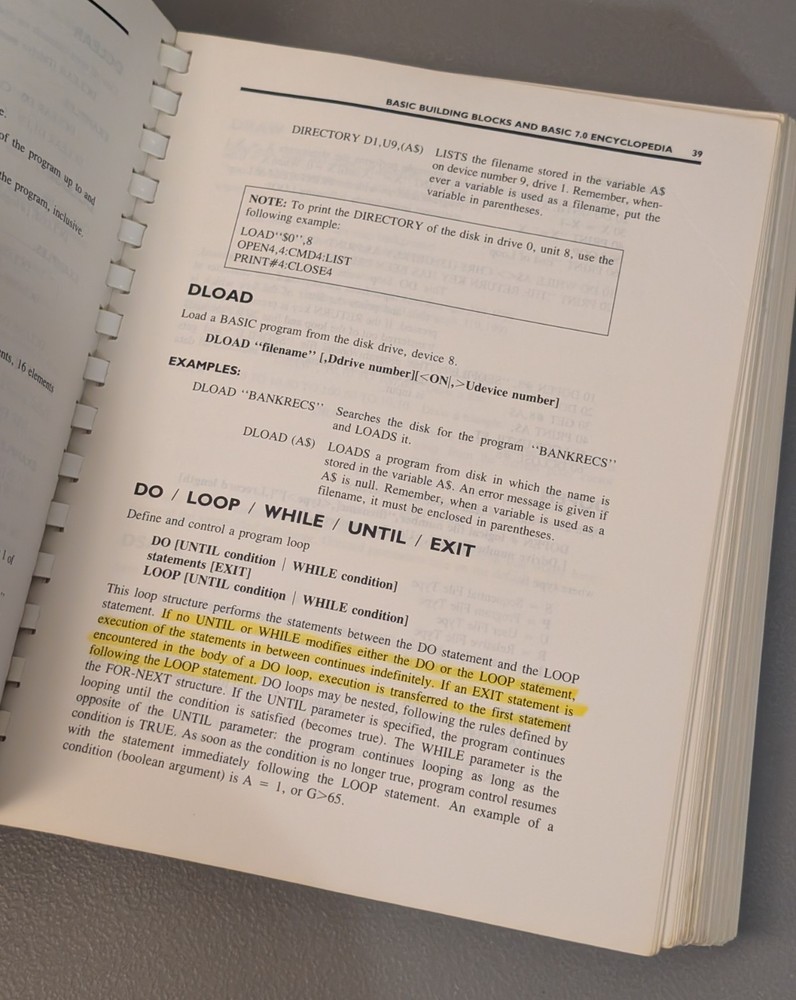 e.
of the program up to and
the program, inclusive.
nts, 16 elements
l of
BASIC BUILDING BLOCKS AND BASIC 7.0 ENCYCLOPEDIA 39
DIRECTORY D1,U9,(A$) LISTS the filename stored in the variable A$
on device number 9, drive 1. Remember, when-
ever a variable is used as a filename, put the
variable in parentheses.
NOTE: To print the DIRECTORY of the disk in drive 0, unit 8, use the
following example:
LOAD''$0'',8
OPEN4,4:CMD4:LIST
PRINT#4:CLOSE4
DLOAD
Load a BASIC program from the disk drive, device 8.
DLOAD "filename" [,Ddrive number][<ON|,>Udevice number]
EXAMPLES:
DLOAD ''BANKRECS'' Searches the disk for the program ''BANKRECS''
and LOADS it.
DLOAD (A$) LOADS a program from disk in which the name is
stored in the variable A$. An error message is given if
A$ is null. Remember, when a variable is used as a
filename, it must be enclosed in parentheses.
DO / LOOP / WHILE / UNTIL / EXIT
Define and control a program loop
DO [UNTIL condition | WHILE condition]
statements [EXIT]
LOOP [UNTIL condition | WHILE condition]
This loop structure performs the statements between the DO statement and the LOOP
statement. If no UNTIL or WHILE modifies either the DO or the LOOP statement,
execution of the statements in between continues indefinitely. If an EXIT statement is
encountered in the body of a DO loop, execution is transferred to the first statement
following the LOOP statement. DO loops may be nested, following the rules defined by
the FOR-NEXT structure. If the UNTIL parameter is specified, the program continues
looping until the condition is satisfied (becomes true). The WHILE parameter is the
opposite of the UNTIL parameter: the program continues looping as long as the
condition is TRUE. As soon as the condition is no longer true, program control resumes
with the statement immediately following the LOOP statement. An example of a
condition (boolean argument) is A = 1, or G>65.